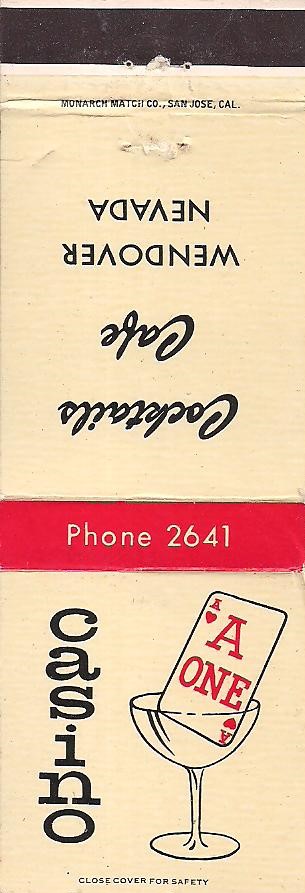 MONARCH MATCH CO., SAN JOSE, CAL.
Cocktails
Cafe
WENDOVER
NEVADA
Phone 2641
casino
A
A
ONE
A
CLOSE COVER FOR SAFETY